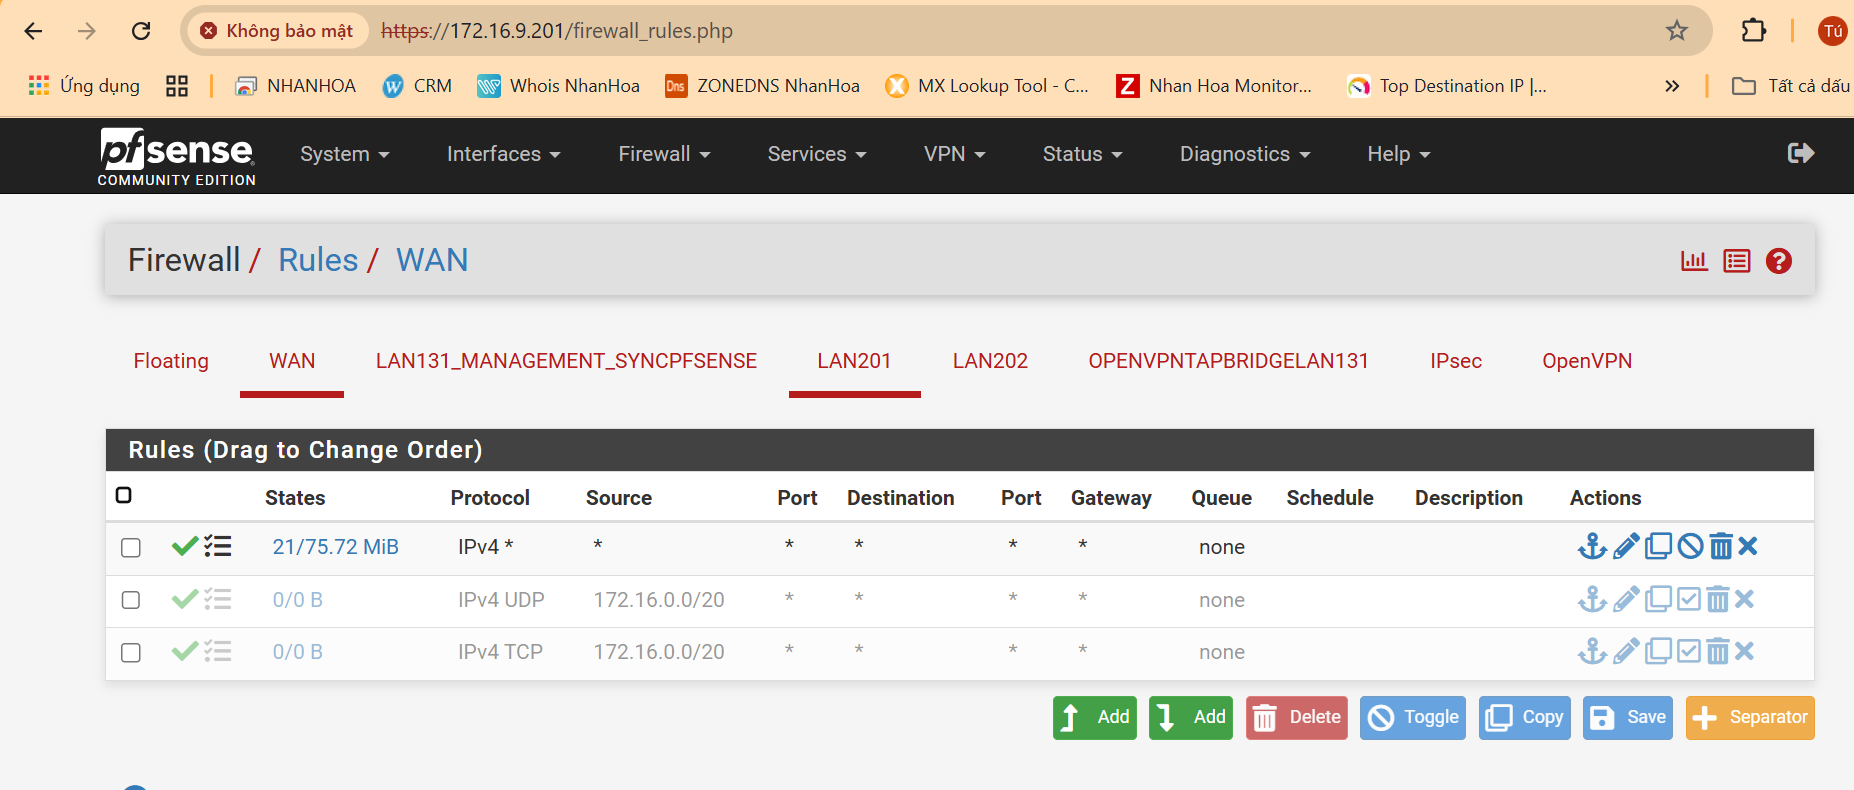 Không bảo mật https://172.16.9.201/firewall_rules.php Tú
Ứng dụng NHANHOA CRM Whois NhanHoa Dns ZONEDNS NhanHoa MX Lookup Tool - C... Z Nhan Hoa Monitor... Top Destination IP |... » Tất cả dấu
pfsense COMMUNITY EDITION System Interfaces Firewall Services VPN Status Diagnostics Help
Firewall / Rules / WAN
Floating WAN LAN131_MANAGEMENT_SYNCPFSENSE LAN201 LAN202 OPENVPNTAPBRIDGELAN131 IPsec OpenVPN
Rules (Drag to Change Order)
States Protocol Source Port Destination Port Gateway Queue Schedule Description Actions
21/75.72 MiB IPv4 * * * * * * none
0/0 B IPv4 UDP 172.16.0.0/20 * * * * none
0/0 B IPv4 TCP 172.16.0.0/20 * * * * none
Add Add Delete Toggle Copy Save Separator